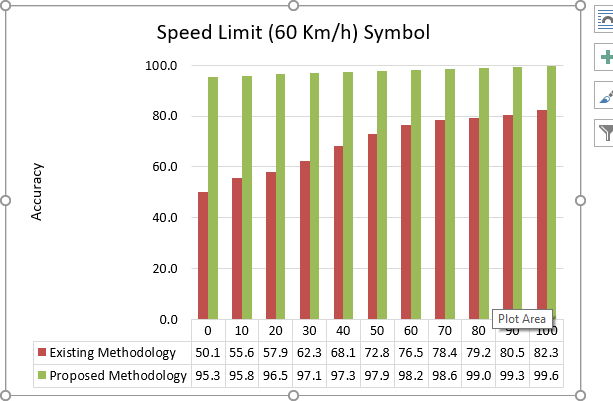 Speed Limit (60 Km/h) Symbol
100.0
80.0
60.0
40.0
20.0
0.0
Accuracy
Plot Area
0 10 20 30 40 50 60 70 80 90 100
Existing Methodology 50.1 55.6 57.9 62.3 68.1 72.8 76.5 78.4 79.2 80.5 82.3
Proposed Methodology 95.3 95.8 96.5 97.1 97.3 97.9 98.2 98.6 99.0 99.3 99.6